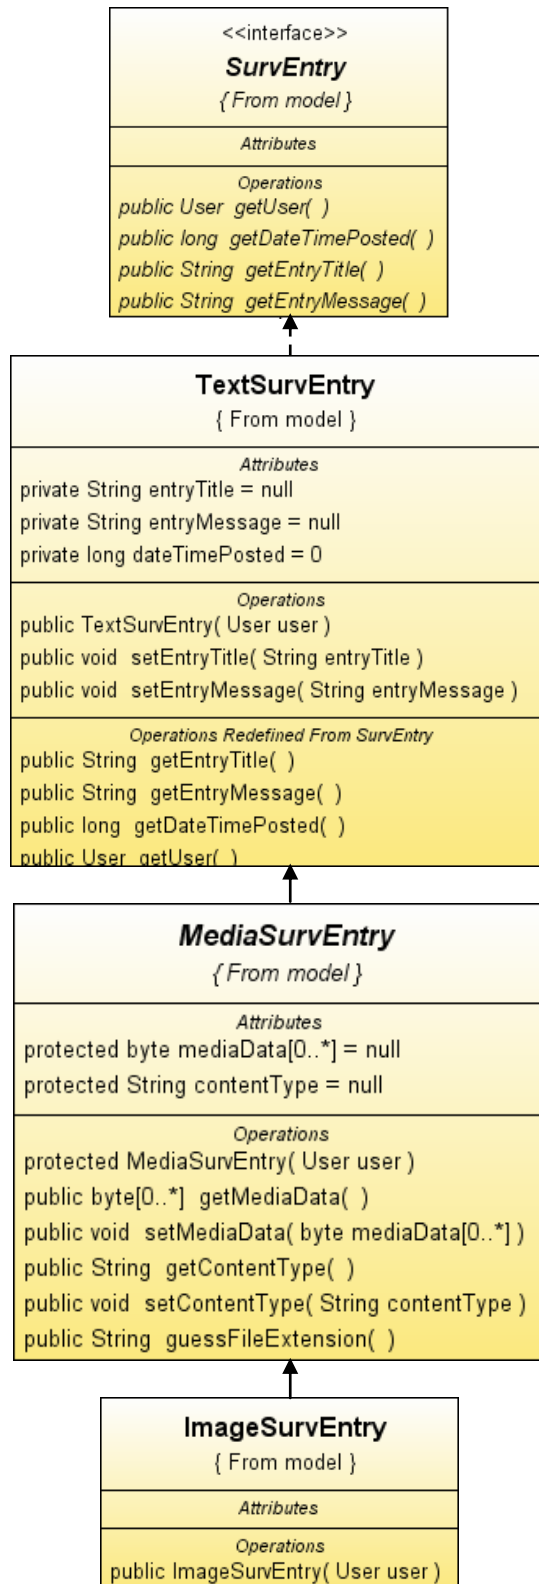 <<interface>>
SurvEntry
{ From model }
Attributes
Operations
public User getUser( )
public long getDateTimePosted( )
public String getEntryTitle( )
public String getEntryMessage( )
TextSurvEntry
{ From model }
Attributes
private String entryTitle = null
private String entryMessage = null
private long dateTimePosted = 0
Operations
public TextSurvEntry( User user )
public void setEntryTitle( String entryTitle )
public void setEntryMessage( String entryMessage )
Operations Redefined From SurvEntry
public String getEntryTitle( )
public String getEntryMessage( )
public long getDateTimePosted( )
public User getUser( )
MediaSurvEntry
{ From model }
Attributes
protected byte mediaData[0..*] = null
protected String contentType = null
Operations
protected MediaSurvEntry( User user )
public byte[0..*] getMediaData( )
public void setMediaData( byte mediaData[0..*] )
public String getContentType( )
public void setContentType( String contentType )
public String guessFileExtension( )
ImageSurvEntry
{ From model }
Attributes
Operations
public ImageSurvEntry( User user )